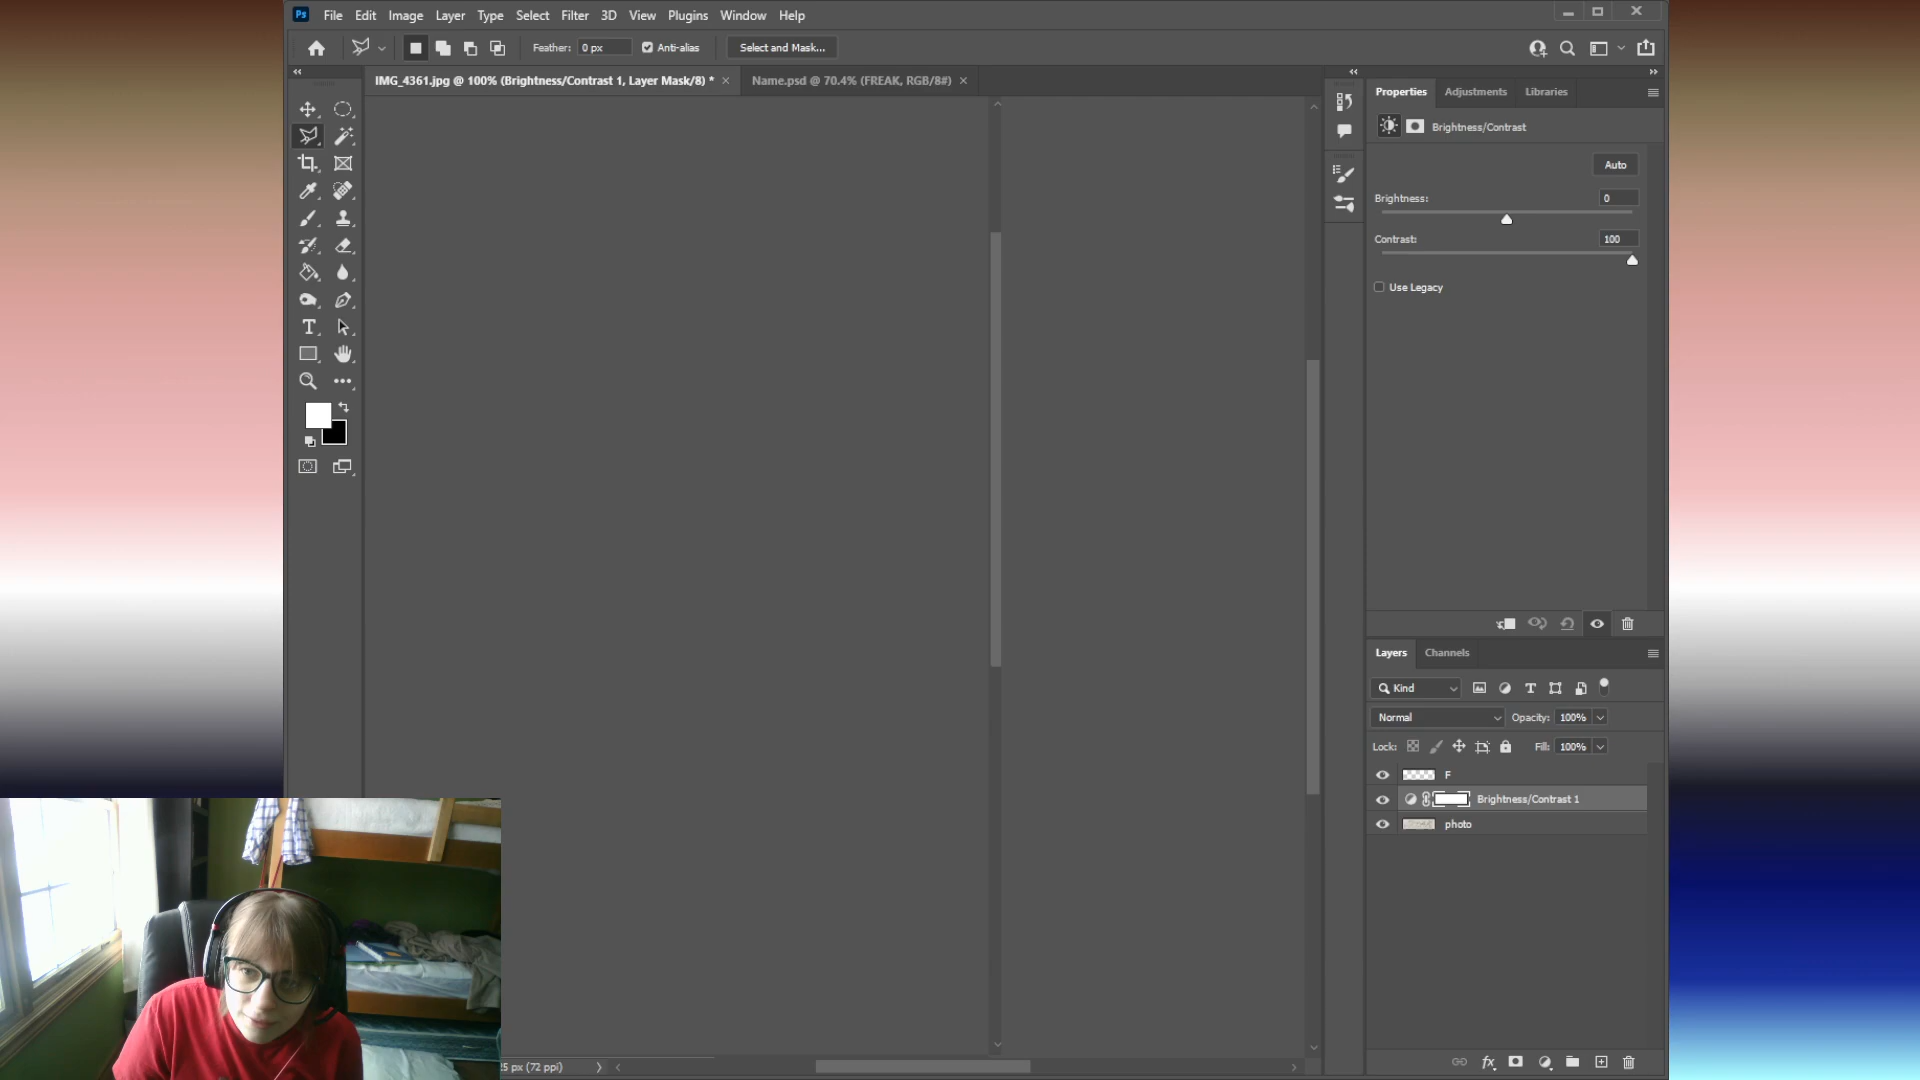 Ps File Edit Image Layer Type Select Filter 3D View Plugins Window Help
Feather: 0 px Anti-alias Select and Mask...
IMG_4361.jpg @ 100% (Brightness/Contrast 1, Layer Mask/8) * × Name.psd @ 70.4% (FREAK, RGB/8#) ×
Properties Adjustments Libraries
Brightness/Contrast
Auto
Brightness: 0
Contrast: 100
Use Legacy
Layers Channels
Kind
Normal Opacity: 100%
Lock: Fill: 100%
F
Brightness/Contrast 1
photo
px (72 ppi)